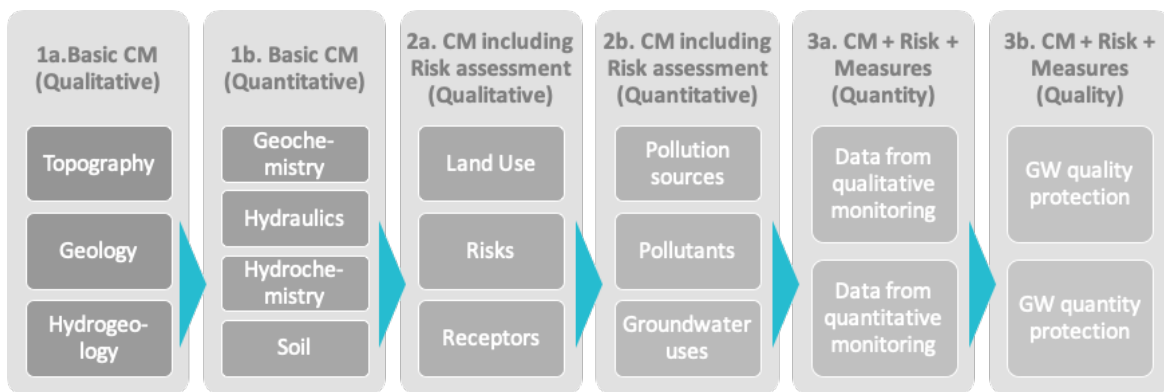 1a.Basic CM
(Qualitative)
Topography
Geology
Hydrogeo-
logy
1b. Basic CM
(Quantitative)
Geoche-
mistry
Hydraulics
Hydroche-
mistry
Soil
2a. CM including
Risk assessment
(Qualitative)
Land Use
Risks
Receptors
2b. CM including
Risk assessment
(Quantitative)
Pollution
sources
Pollutants
Groundwater
uses
3a. CM + Risk +
Measures
(Quantity)
Data from
qualitative
monitoring
Data from
quantitative
monitoring
3b. CM + Risk +
Measures
(Quality)
GW quality
protection
GW quantity
protection